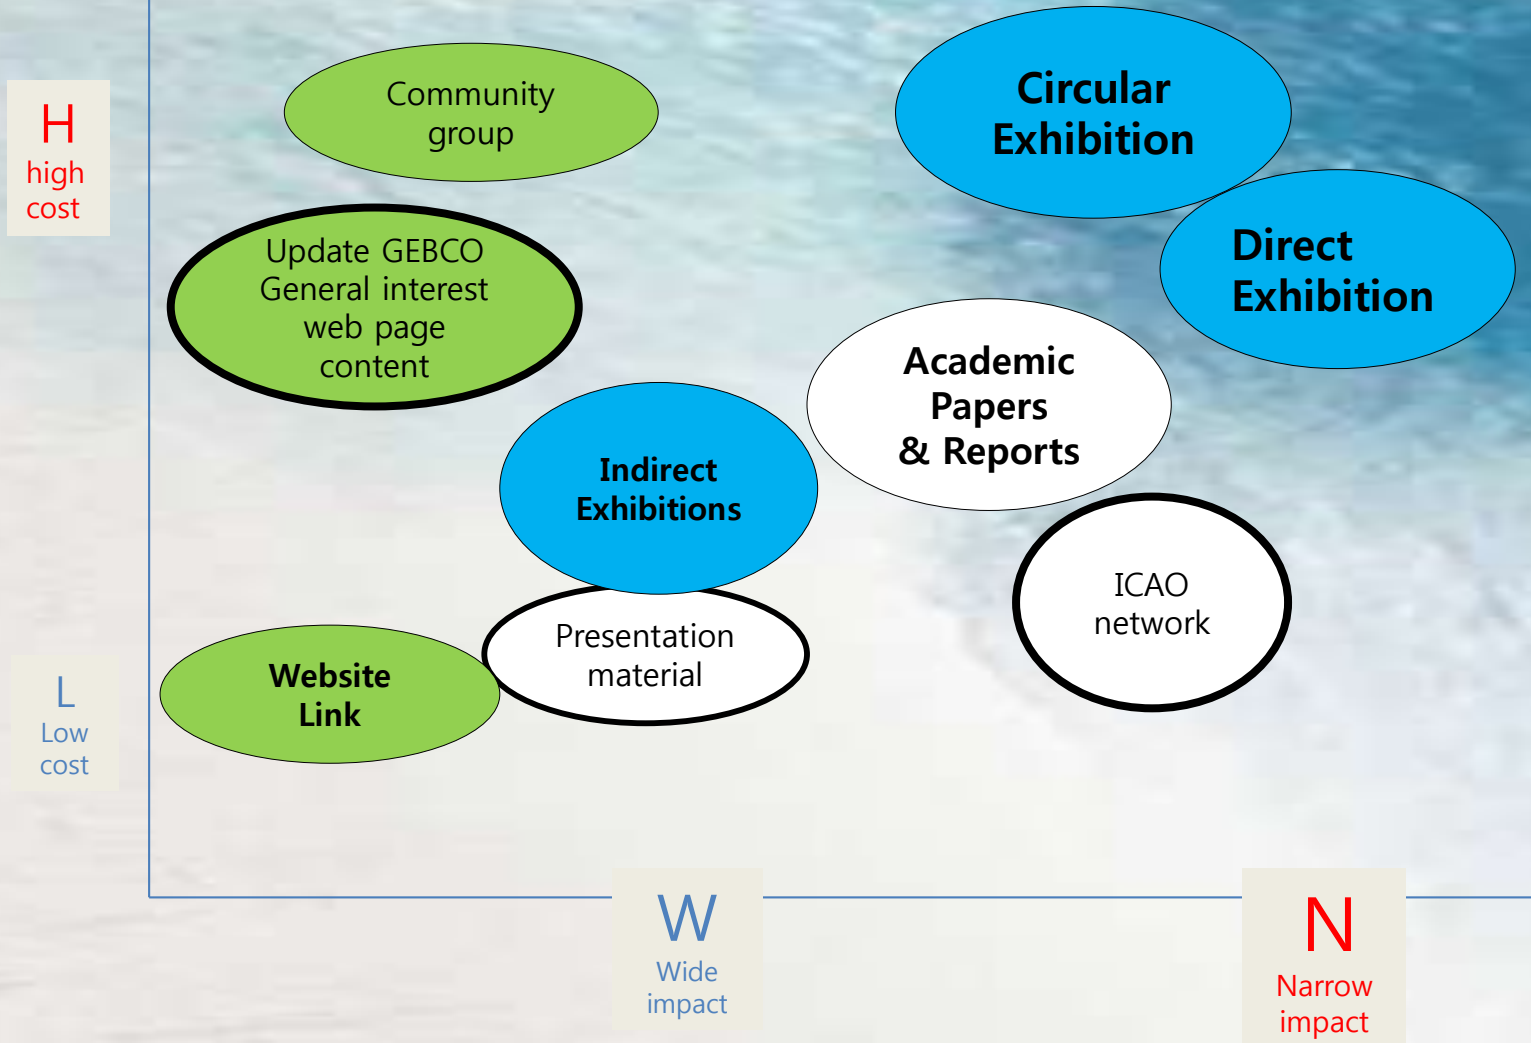 H
high
cost
Community
group
Circular
Exhibition
Update GEBCO
General interest
web page
content
Direct
Exhibition
Academic
Papers
& Reports
Indirect
Exhibitions
ICAO
network
Presentation
material
Website
Link
L
Low
cost
W
Wide
impact
N
Narrow
impact